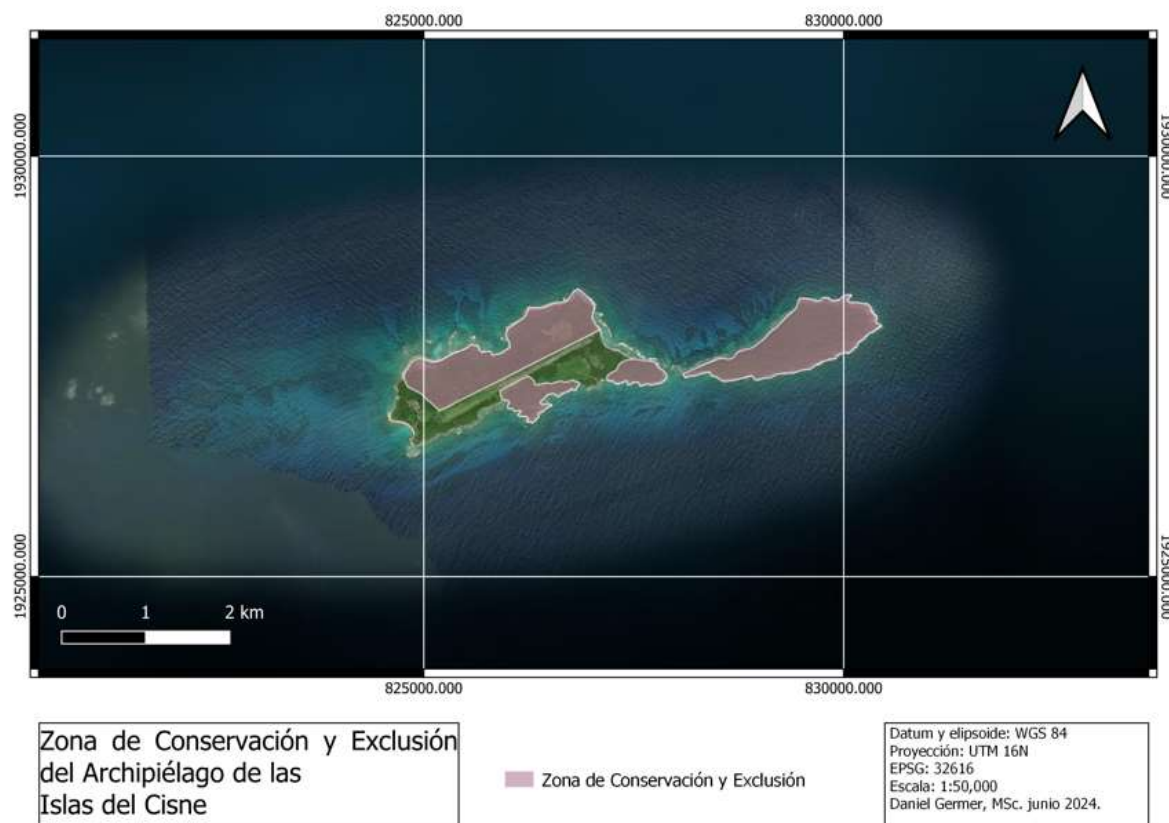 825000.000
830000.000
1930000.000
1930000.000
1925000.000
1925000.000
0 1 2 km
825000.000
830000.000
Zona de Conservación y Exclusión
del Archipiélago de las
Islas del Cisne
Zona de Conservación y Exclusión
Datum y elipsoide: WGS 84
Proyección: UTM 16N
EPSG: 32616
Escala: 1:50,000
Daniel Germer, MSc. junio 2024.